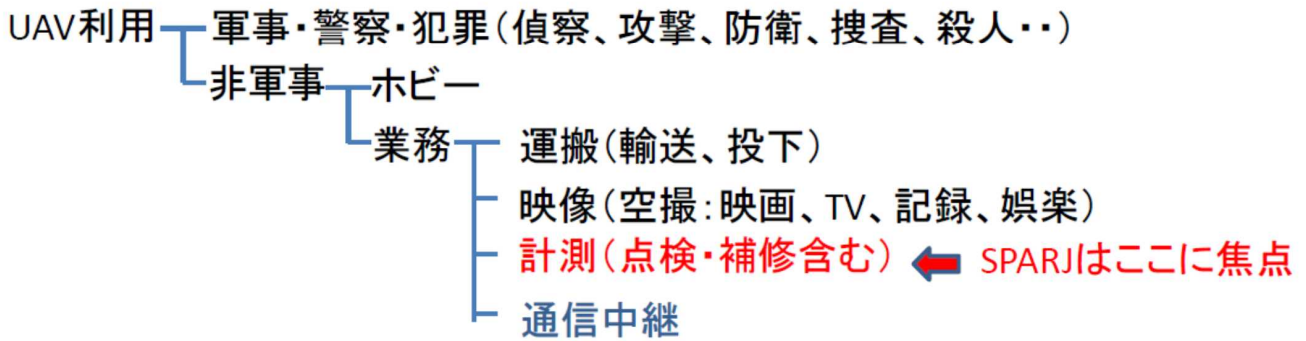 UAV利用 軍事・警察・犯罪(偵察、攻撃、防衛、捜査、殺人・・)
非軍事 ホビー
業務 運搬(輸送、投下)
映像(空撮:映画、TV、記録、娯楽)
計測(点検・補修含む) SPARJはここに焦点
通信中継